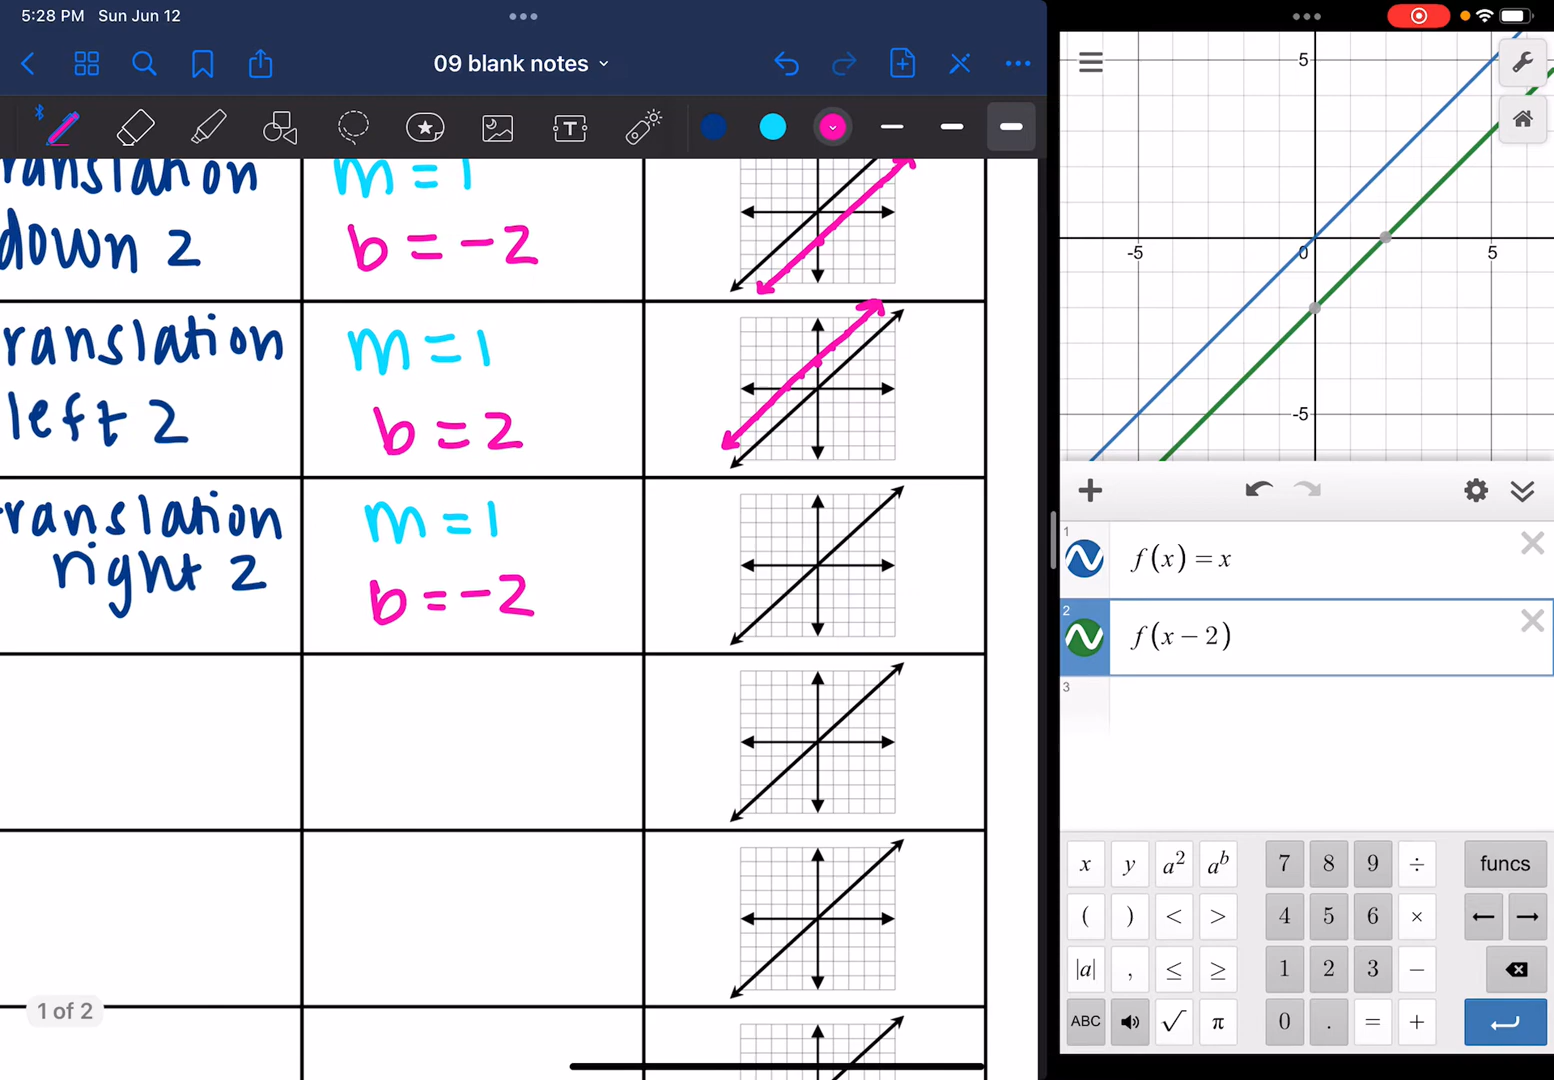 5:28 PM Sun Jun 12
09 blank notes
T
ranslation
down 2
m = 1
b = -2
ranslation
left 2
m = 1
b = 2
ranslation
right 2
m = 1
b = -2
1 of 2
5
-5
0
5
-5
1
f(x) = x
2
f(x − 2)
3
x y a² aᵇ 7 8 9 ÷ funcs
( ) < > 4 5 6 × ← →
|a| , ≤ ≥ 1 2 3 −
ABC √ π 0 . = +